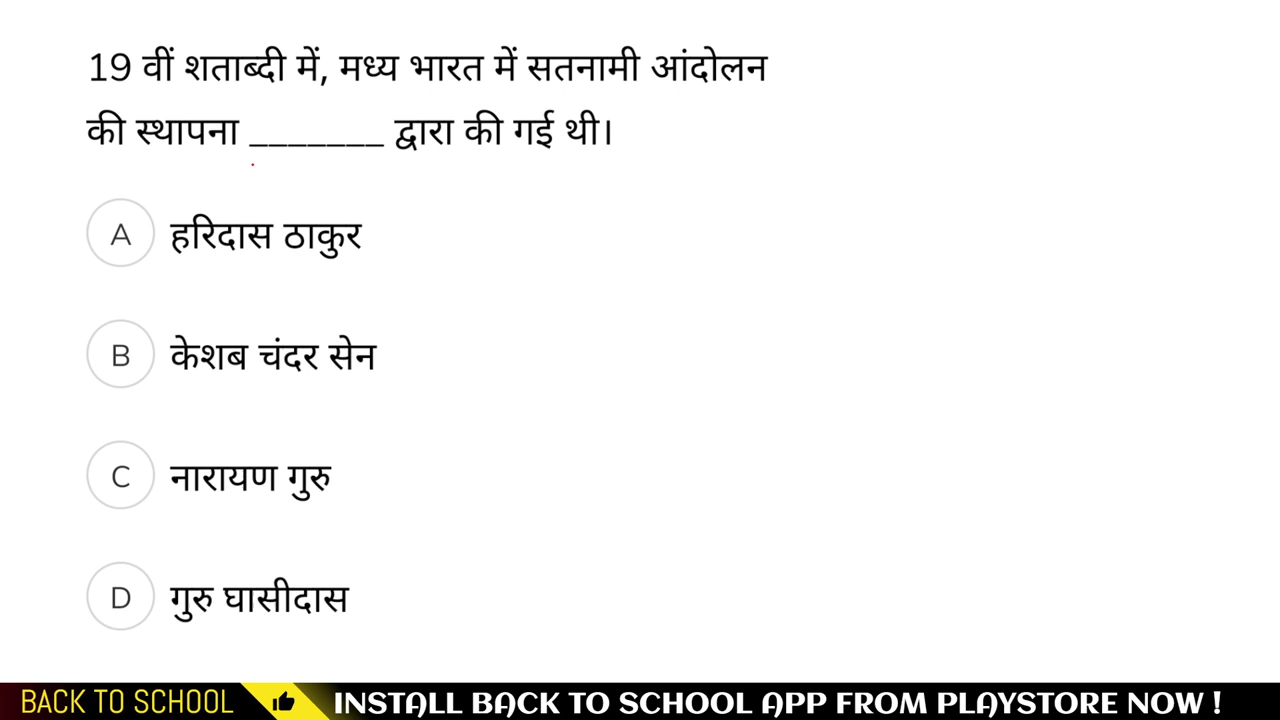 19 वीं शताब्दी में, मध्य भारत में सतनामी आंदोलन
की स्थापना _______ द्वारा की गई थी।
A हरिदास ठाकुर
B केशब चंदर सेन
C नारायण गुरु
D गुरु घासीदास
BACK TO SCHOOL INSTALL BACK TO SCHOOL APP FROM PLAYSTORE NOW !